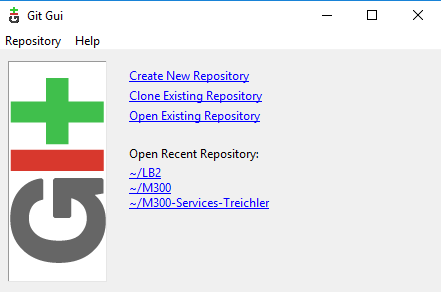 Git Gui
Repository Help
Create New Repository
Clone Existing Repository
Open Existing Repository
Open Recent Repository:
~/LB2
~/M300
~/M300-Services-Treichler
GIT